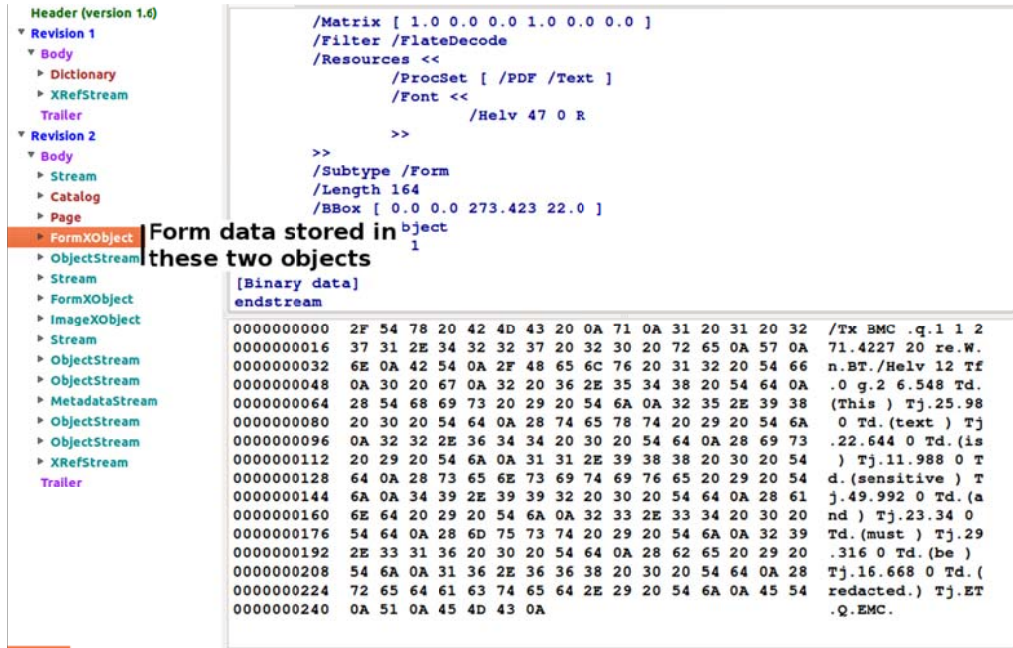 Header (version 1.6)
Revision 1
Body
Dictionary
XRefStream
Trailer
Revision 2
Body
Stream
Catalog
Page
FormXObject
ObjectStream
Stream
FormXObject
ImageXObject
Stream
ObjectStream
ObjectStream
MetadataStream
ObjectStream
ObjectStream
XRefStream
Trailer
Form data stored in
these two objects
/Matrix [ 1.0 0.0 0.0 1.0 0.0 0.0 ]
/Filter /FlateDecode
/Resources <<
/ProcSet [ /PDF /Text ]
/Font <<
/Helv 47 0 R
>>
>>
/Subtype /Form
/Length 164
/BBox [ 0.0 0.0 273.423 22.0 ]
bject
1
[Binary data]
endstream
0000000000 2F 54 78 20 42 4D 43 20 0A 71 0A 31 20 31 20 32 /Tx BMC .q.1 1 2
0000000016 37 31 2E 34 32 32 37 20 32 30 20 72 65 0A 57 0A 71.4227 20 re.W.
0000000032 6E 0A 42 54 0A 2F 48 65 6C 76 20 31 32 20 54 66 n.BT./Helv 12 Tf
0000000048 0A 30 20 67 0A 32 20 36 2E 35 34 38 20 54 64 0A .0 g.2 6.548 Td.
0000000064 28 54 68 69 73 20 29 20 54 6A 0A 32 35 2E 39 38 (This ) Tj.25.98
0000000080 20 30 20 54 64 0A 28 74 65 78 74 20 29 20 54 6A 0 Td.(text ) Tj
0000000096 0A 32 32 2E 36 34 34 20 30 20 54 64 0A 28 69 73 .22.644 0 Td.(is
0000000112 20 29 20 54 6A 0A 31 31 2E 39 38 38 20 30 20 54 ) Tj.11.988 0 T
0000000128 64 0A 28 73 65 6E 73 69 74 69 76 65 20 29 20 54 d.(sensitive ) T
0000000144 6A 0A 34 39 2E 39 39 32 20 30 20 54 64 0A 28 61 j.49.992 0 Td.(a
0000000160 6E 64 20 29 20 54 6A 0A 32 33 2E 33 34 20 30 20 nd ) Tj.23.34 0
0000000176 54 64 0A 28 6D 75 73 74 20 29 20 54 6A 0A 32 39 Td.(must ) Tj.29
0000000192 2E 33 31 36 20 30 20 54 64 0A 28 62 65 20 29 20 .316 0 Td.(be )
0000000208 54 6A 0A 31 36 2E 36 36 38 20 30 20 54 64 0A 28 Tj.16.668 0 Td.(
0000000224 72 65 64 61 63 74 65 64 2E 29 20 54 6A 0A 45 54 redacted.) Tj.ET
0000000240 0A 51 0A 45 4D 43 0A .Q.EMC.